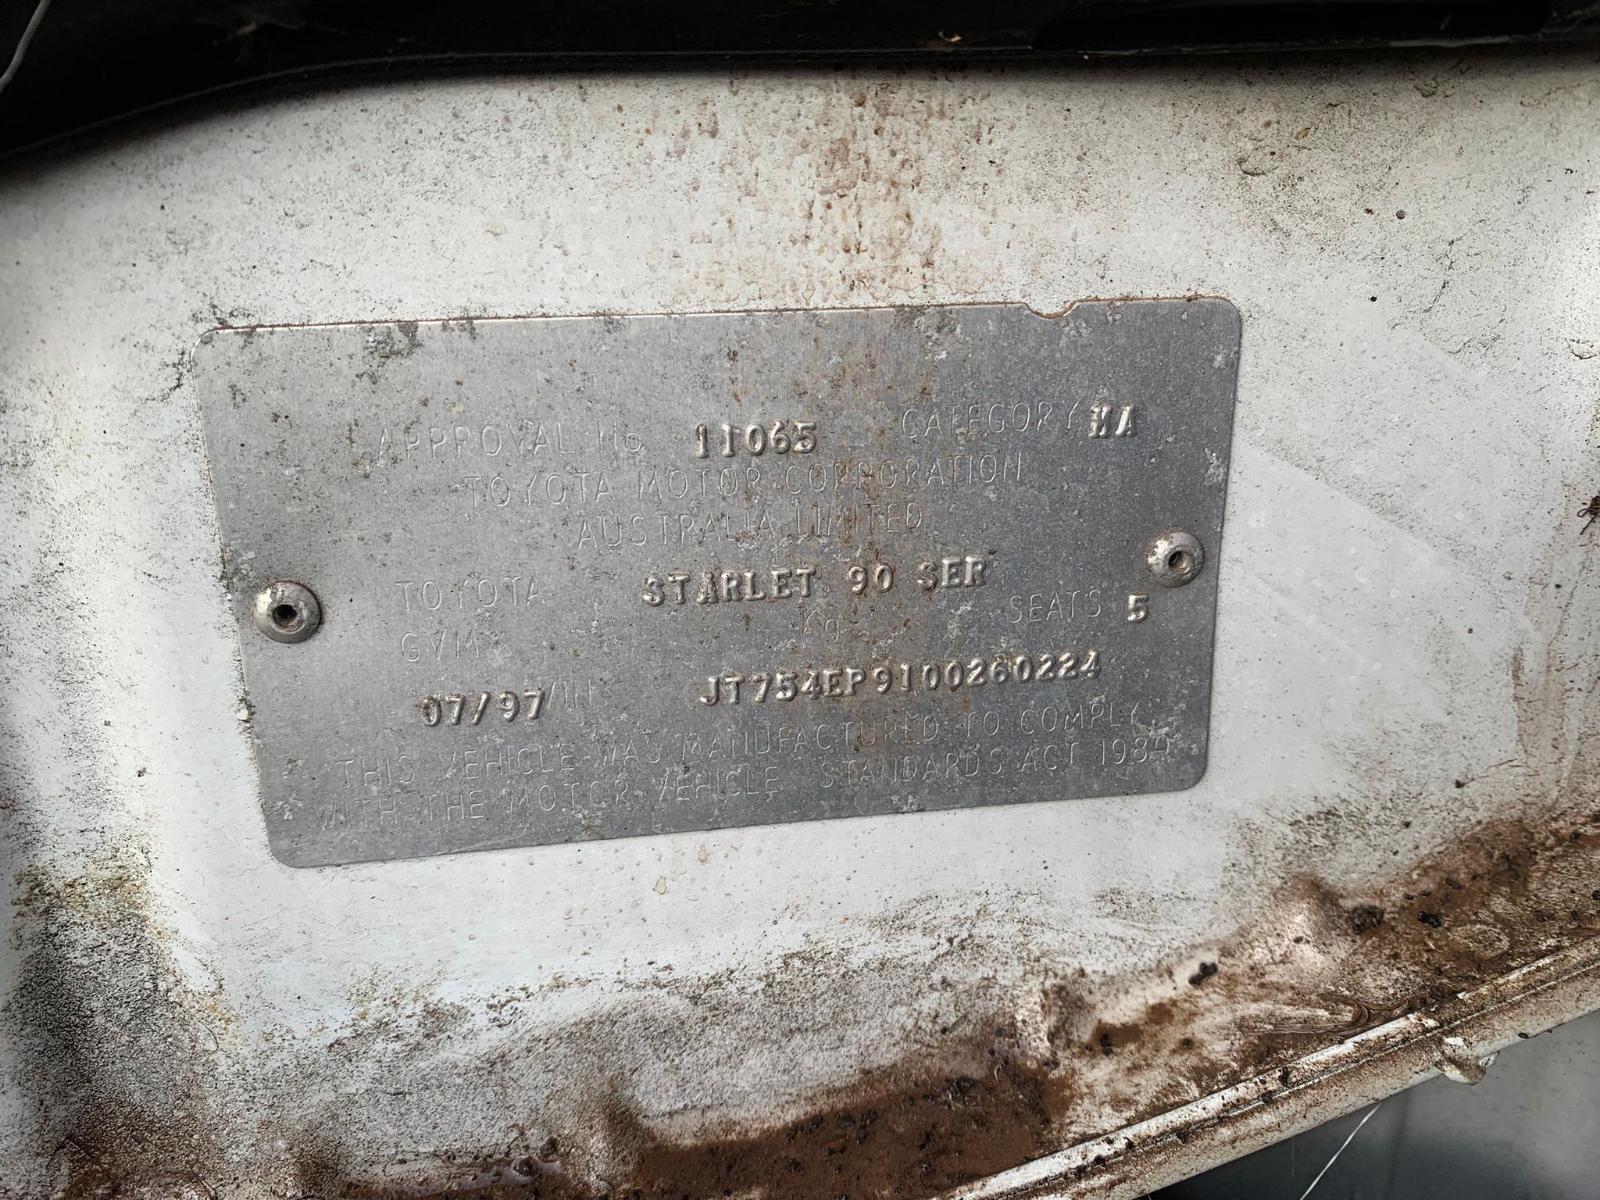 APPROVAL No 11065 CATEGORY MA
TOYOTA MOTOR CORPORATION
AUSTRALIA LIMITED
TOYOTA STARLET 90 SER
GVM Kg SEATS 5
07/97 JT754EP9100260224
THIS VEHICLE WAS MANUFACTURED TO COMPLY
WITH THE MOTOR VEHICLE STANDARDS ACT 1989